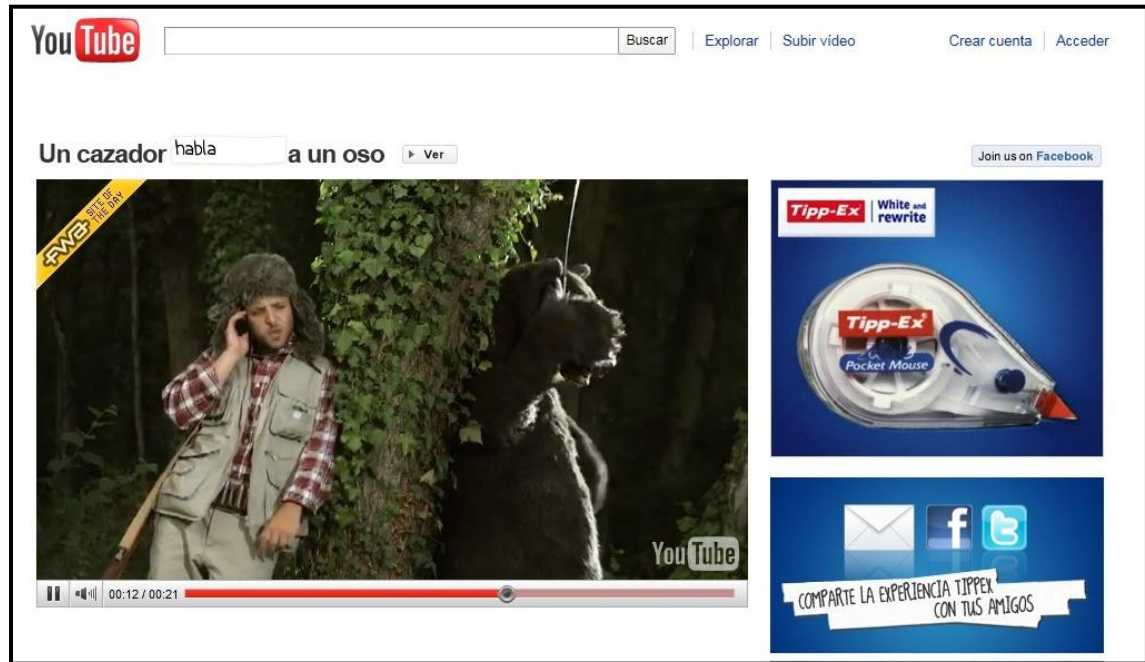 YouTube
Buscar
Explorar
Subir vídeo
Crear cuenta
Acceder
Un cazador habla a un oso
Ver
Join us on Facebook
FWA SITE OF THE DAY
Tipp-Ex White and rewrite
Tipp-Ex
Pocket Mouse
YouTube
00:12 / 00:21
COMPARTE LA EXPERIENCIA TIPPEX
CON TUS AMIGOS